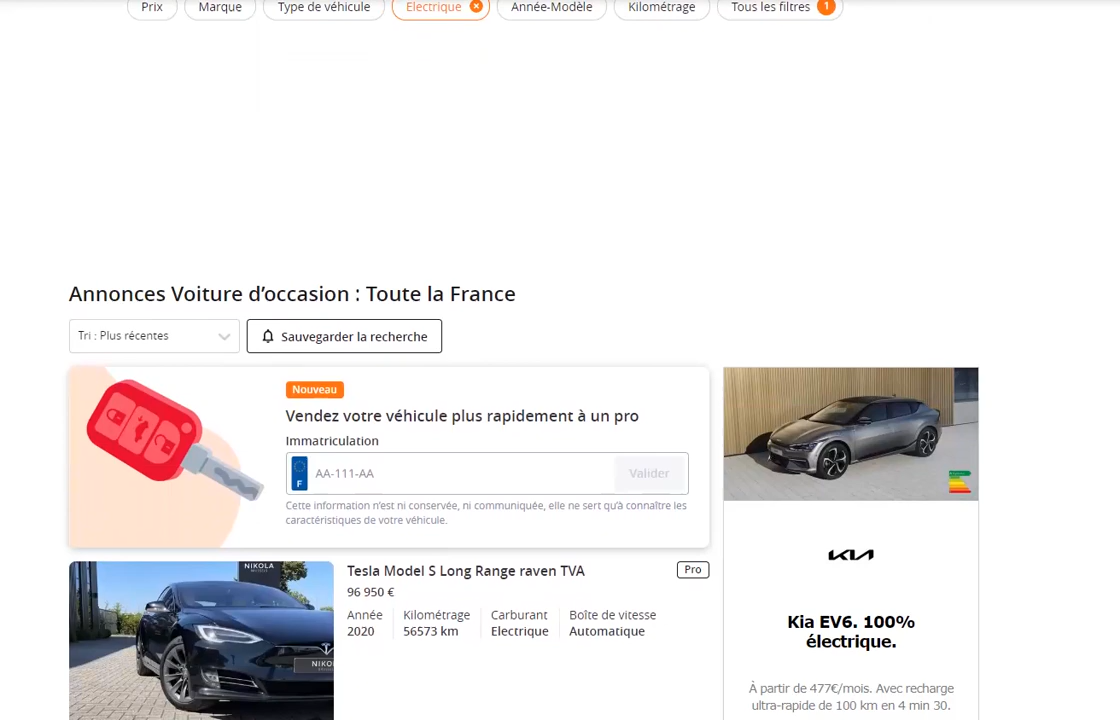 Prix Marque Type de véhicule Electrique Année-Modèle Kilométrage Tous les filtres 1
Annonces Voiture d’occasion : Toute la France
Tri : Plus récentes Sauvegarder la recherche
Nouveau
Vendez votre véhicule plus rapidement à un pro
Immatriculation
F AA-111-AA Valider
Cette information n’est ni conservée, ni communiquée, elle ne sert qu’à connaître les
caractéristiques de votre véhicule.
KIA
Kia EV6. 100%
électrique.
À partir de 477€/mois. Avec recharge
ultra-rapide de 100 km en 4 min 30.
NIKOLA
NIKO
Tesla Model S Long Range raven TVA Pro
96 950 €
Année Kilométrage Carburant Boîte de vitesse
2020 56573 km Electrique Automatique